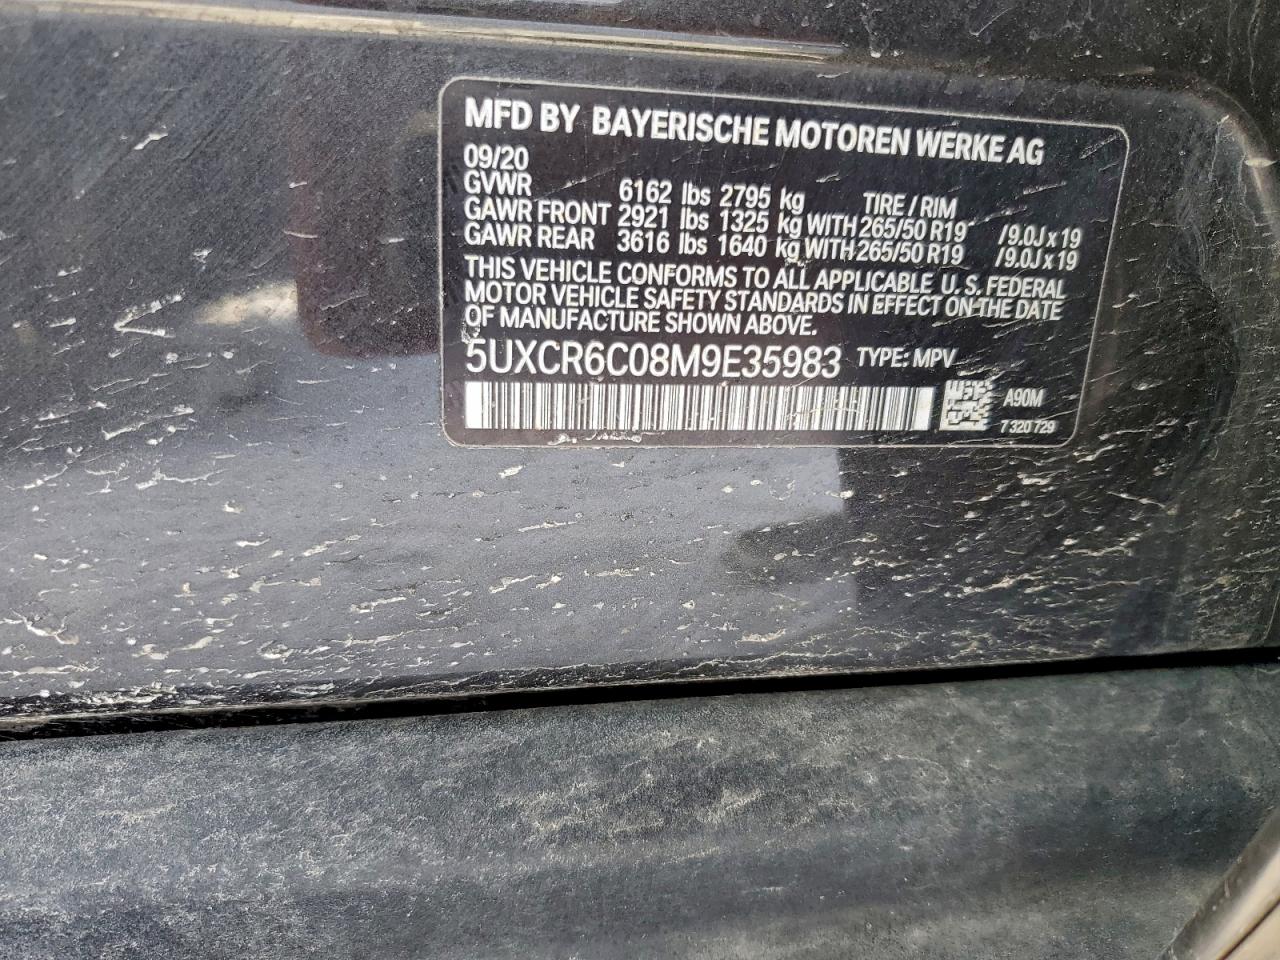 MFD BY BAYERISCHE MOTOREN WERKE AG
09/20
GVWR 6162 lbs 2795 kg TIRE / RIM
GAWR FRONT 2921 lbs 1325 kg WITH 265/50 R19 /9.0J x 19
GAWR REAR 3616 lbs 1640 kg WITH 265/50 R19 /9.0J x 19
THIS VEHICLE CONFORMS TO ALL APPLICABLE U.S. FEDERAL
MOTOR VEHICLE SAFETY STANDARDS IN EFFECT ON THE DATE
OF MANUFACTURE SHOWN ABOVE.
5UXCR6C08M9E35983 TYPE: MPV
A90M
7 320 729